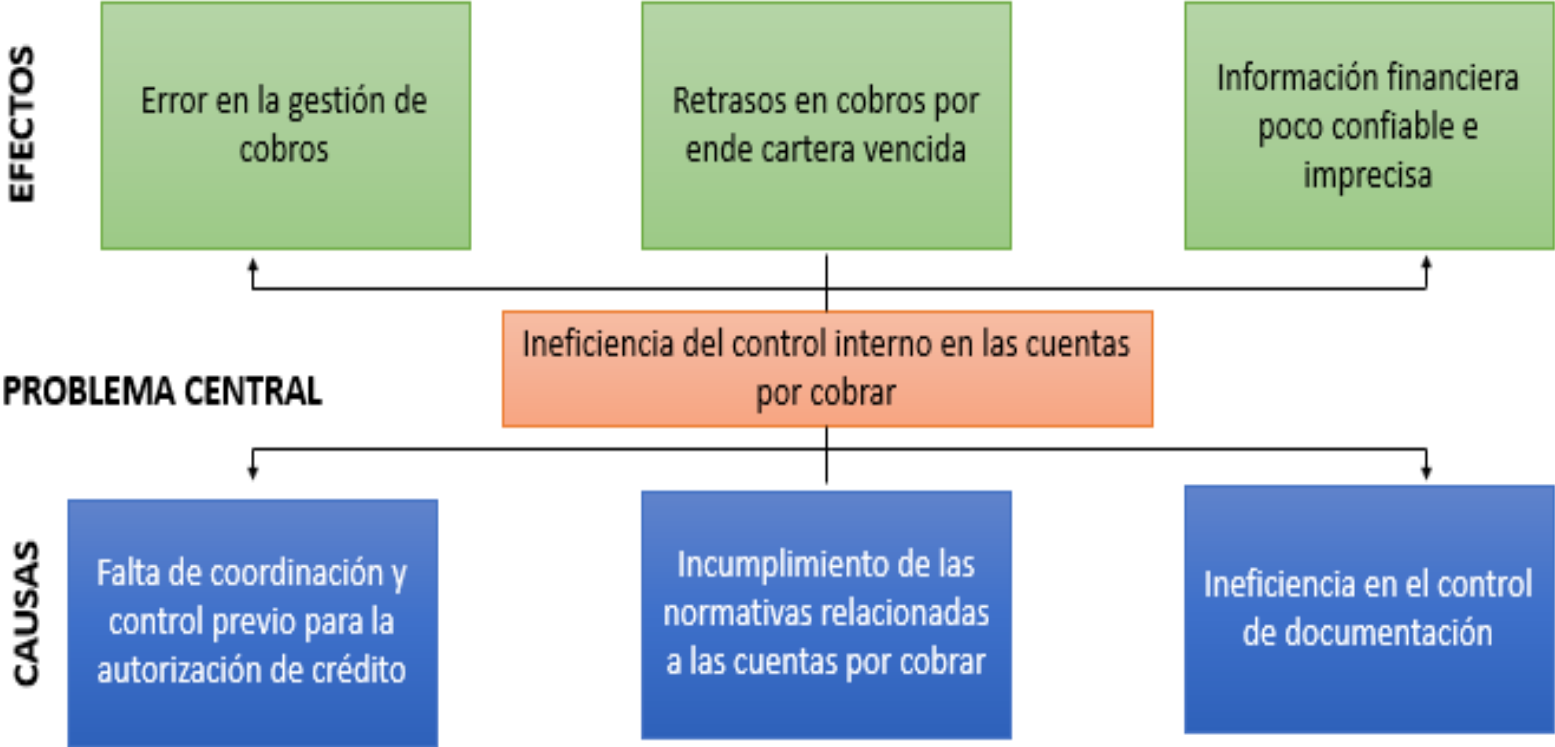 EFECTOS
Error en la gestión de
cobros
Retrasos en cobros por
ende cartera vencida
Información financiera
poco confiable e
imprecisa
PROBLEMA CENTRAL
Ineficiencia del control interno en las cuentas
por cobrar
CAUSAS
Falta de coordinación y
control previo para la
autorización de crédito
Incumplimiento de las
normativas relacionadas
a las cuentas por cobrar
Ineficiencia en el control
de documentación